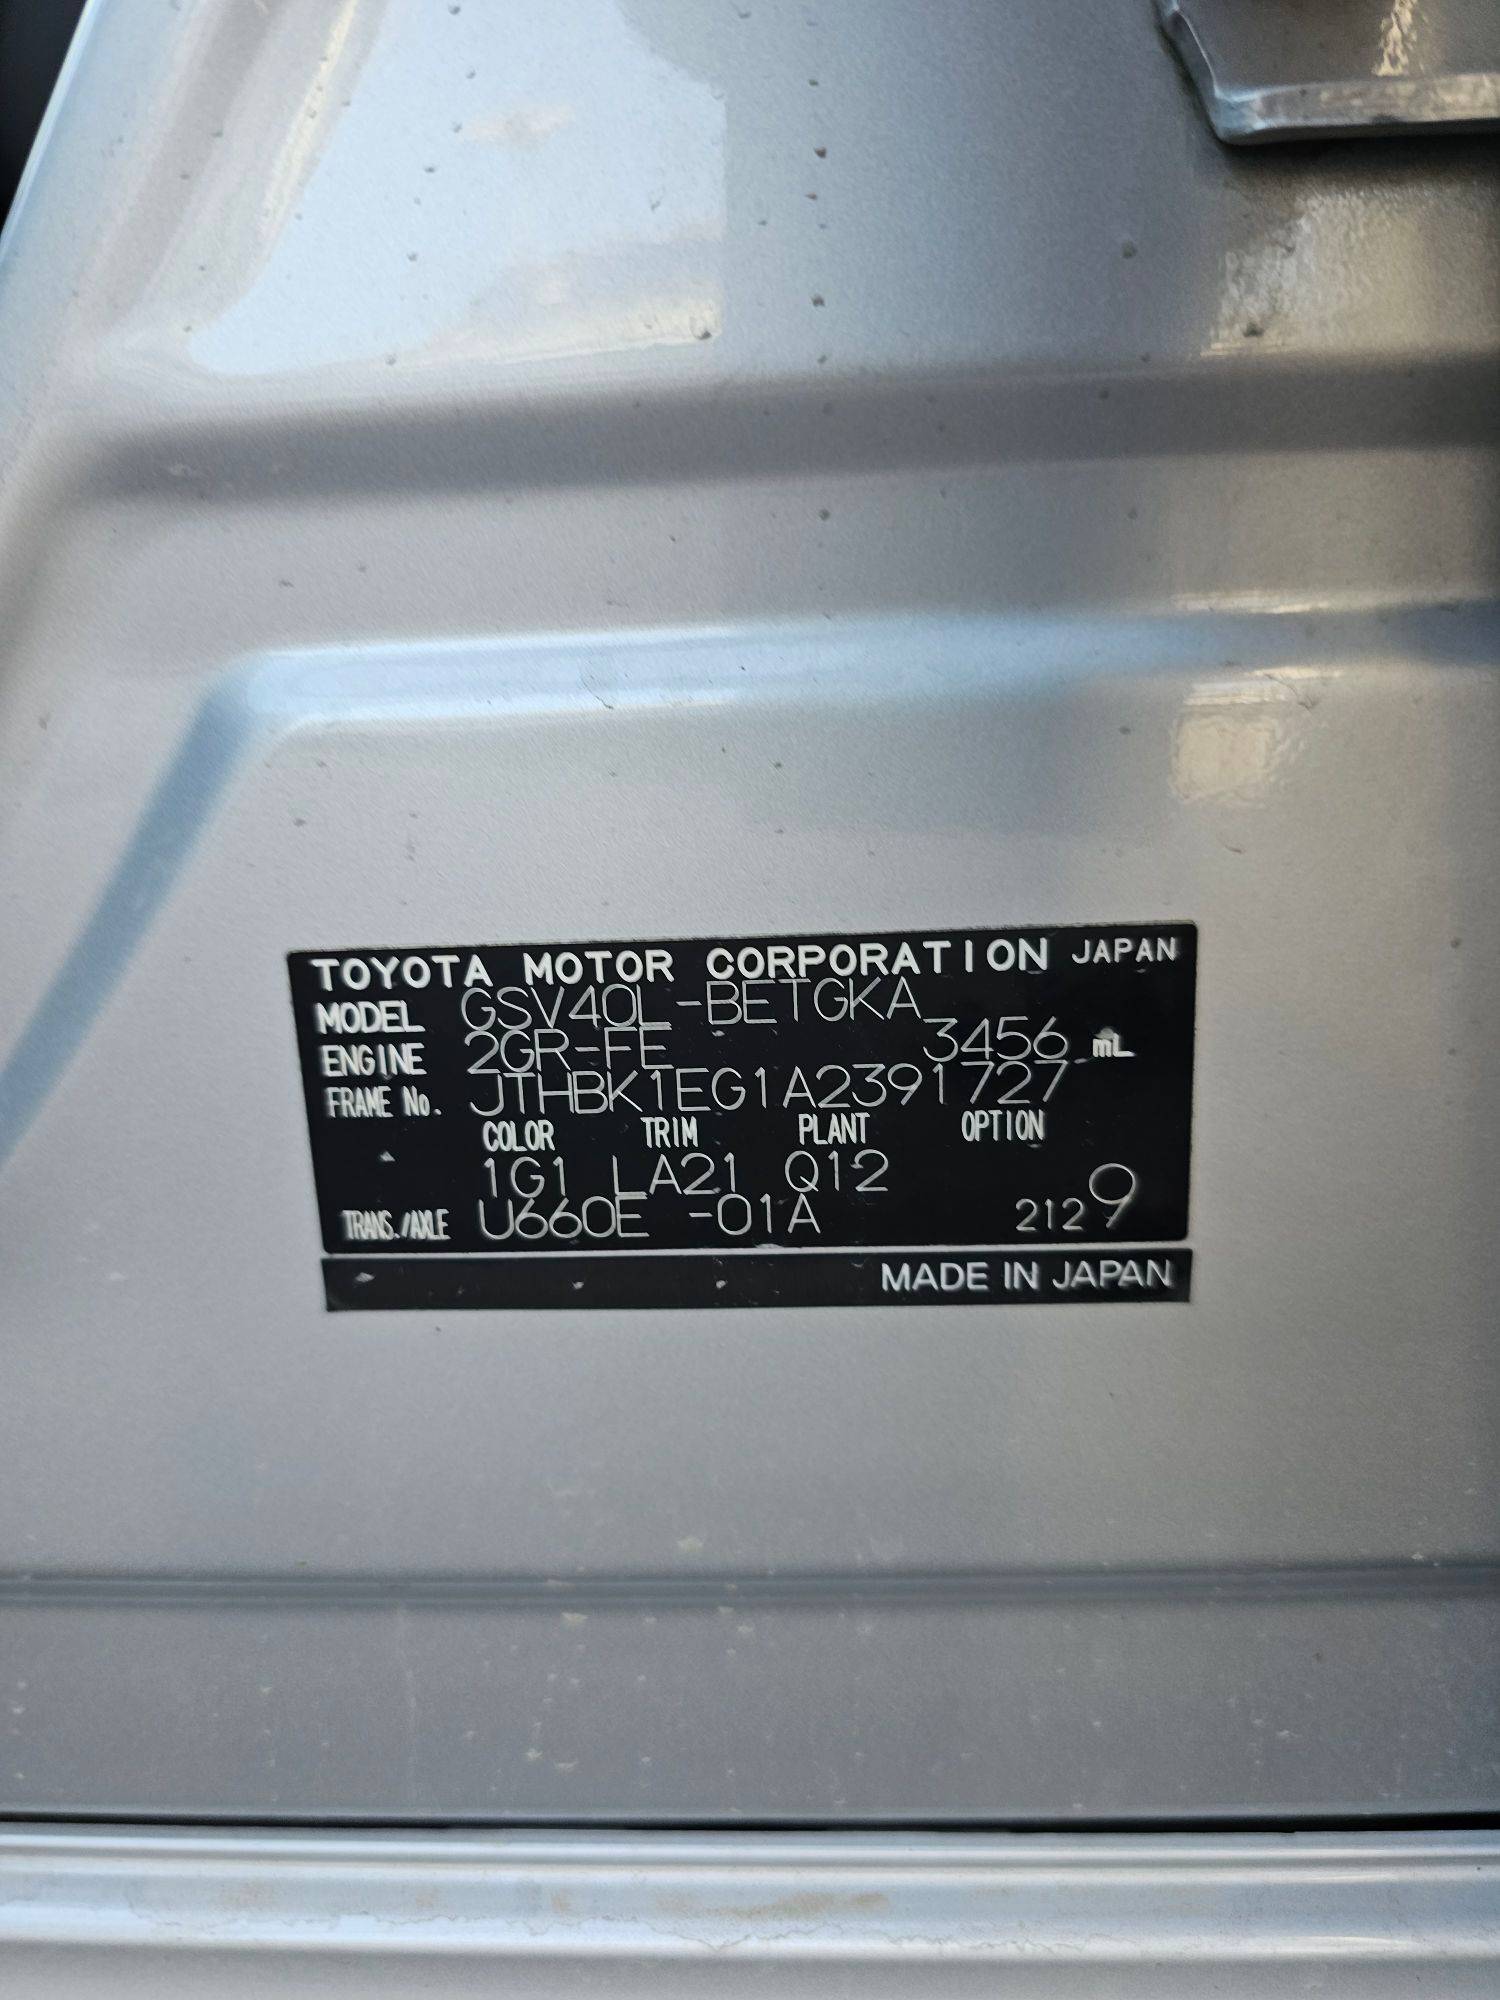 TOYOTA MOTOR CORPORATION JAPAN
MODEL GSV40L-BETGKA
ENGINE 2GR-FE 3456 mL
FRAME No. JTHBK1EG1A2391727
COLOR TRIM PLANT OPTION
1G1 LA21 Q12
TRANS./AXLE U660E -01A 2129
MADE IN JAPAN